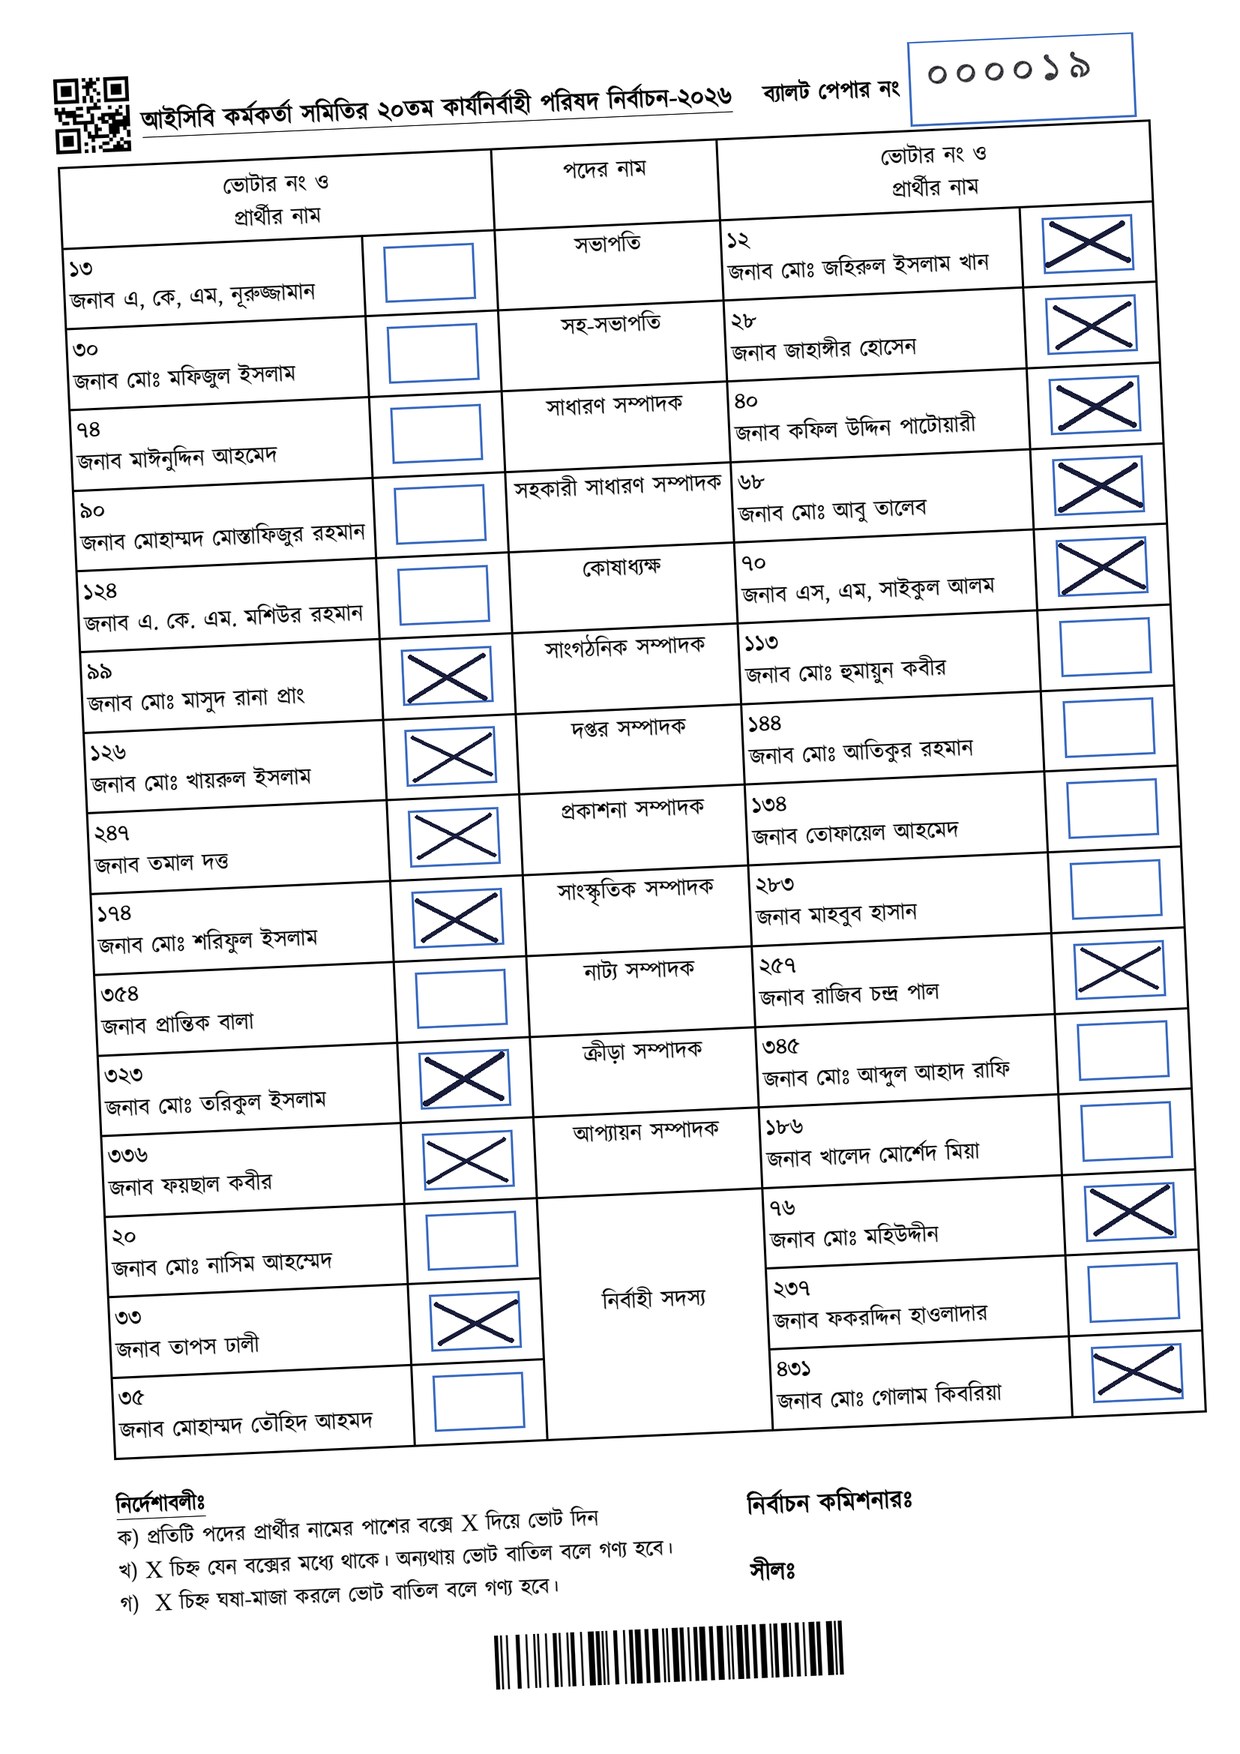 আইসিবি কর্মকর্তা সমিতির ২০তম কার্যনির্বাহী পরিষদ নির্বাচন-২০২৬ ব্যালট পেপার নং ০০০০১৯
ভোটার নং ও
প্রার্থীর নাম
পদের নাম
ভোটার নং ও
প্রার্থীর নাম
১৩
জনাব এ, কে, এম, নূরুজ্জামান
সভাপতি
১২
জনাব মোঃ জহিরুল ইসলাম খান
৩০
জনাব মোঃ মফিজুল ইসলাম
সহ-সভাপতি
২৮
জনাব জাহাঙ্গীর হোসেন
৭৪
জনাব মাঈনুদ্দিন আহমেদ
সাধারণ সম্পাদক
৪০
জনাব কফিল উদ্দিন পাটোয়ারী
৯০
জনাব মোহাম্মদ মোস্তাফিজুর রহমান
সহকারী সাধারণ সম্পাদক
৬৮
জনাব মোঃ আবু তালেব
১২৪
জনাব এ. কে. এম. মশিউর রহমান
কোষাধ্যক্ষ
৭০
জনাব এস, এম, সাইকুল আলম
৯৯
জনাব মোঃ মাসুদ রানা প্রাং
সাংগঠনিক সম্পাদক
১১৩
জনাব মোঃ হুমায়ুন কবীর
১২৬
জনাব মোঃ খায়রুল ইসলাম
দপ্তর সম্পাদক
১৪৪
জনাব মোঃ আতিকুর রহমান
২৪৭
জনাব তমাল দত্ত
প্রকাশনা সম্পাদক
১৩৪
জনাব তোফায়েল আহমেদ
১৭৪
জনাব মোঃ শরিফুল ইসলাম
সাংস্কৃতিক সম্পাদক
২৮৩
জনাব মাহবুব হাসান
৩৫৪
জনাব প্রান্তিক বালা
নাট্য সম্পাদক
২৫৭
জনাব রাজিব চন্দ্র পাল
৩২৩
জনাব মোঃ তরিকুল ইসলাম
ক্রীড়া সম্পাদক
৩৪৫
জনাব মোঃ আব্দুল আহাদ রাফি
৩৩৬
জনাব ফয়ছাল কবীর
আপ্যায়ন সম্পাদক
১৮৬
জনাব খালেদ মোর্শেদ মিয়া
২০
জনাব মোঃ নাসিম আহম্মেদ
৭৬
জনাব মোঃ মহিউদ্দীন
৩৩
জনাব তাপস ঢালী
নির্বাহী সদস্য
২৩৭
জনাব ফকরদ্দিন হাওলাদার
৩৫
জনাব মোহাম্মদ তৌহিদ আহমদ
৪৩১
জনাব মোঃ গোলাম কিবরিয়া
নির্দেশাবলীঃ
ক) প্রতিটি পদের প্রার্থীর নামের পাশের বক্সে X দিয়ে ভোট দিন
খ) X চিহ্ন যেন বক্সের মধ্যে থাকে। অন্যথায় ভোট বাতিল বলে গণ্য হবে।
গ) X চিহ্ন ঘষা-মাজা করলে ভোট বাতিল বলে গণ্য হবে।
নির্বাচন কমিশনারঃ
সীলঃ